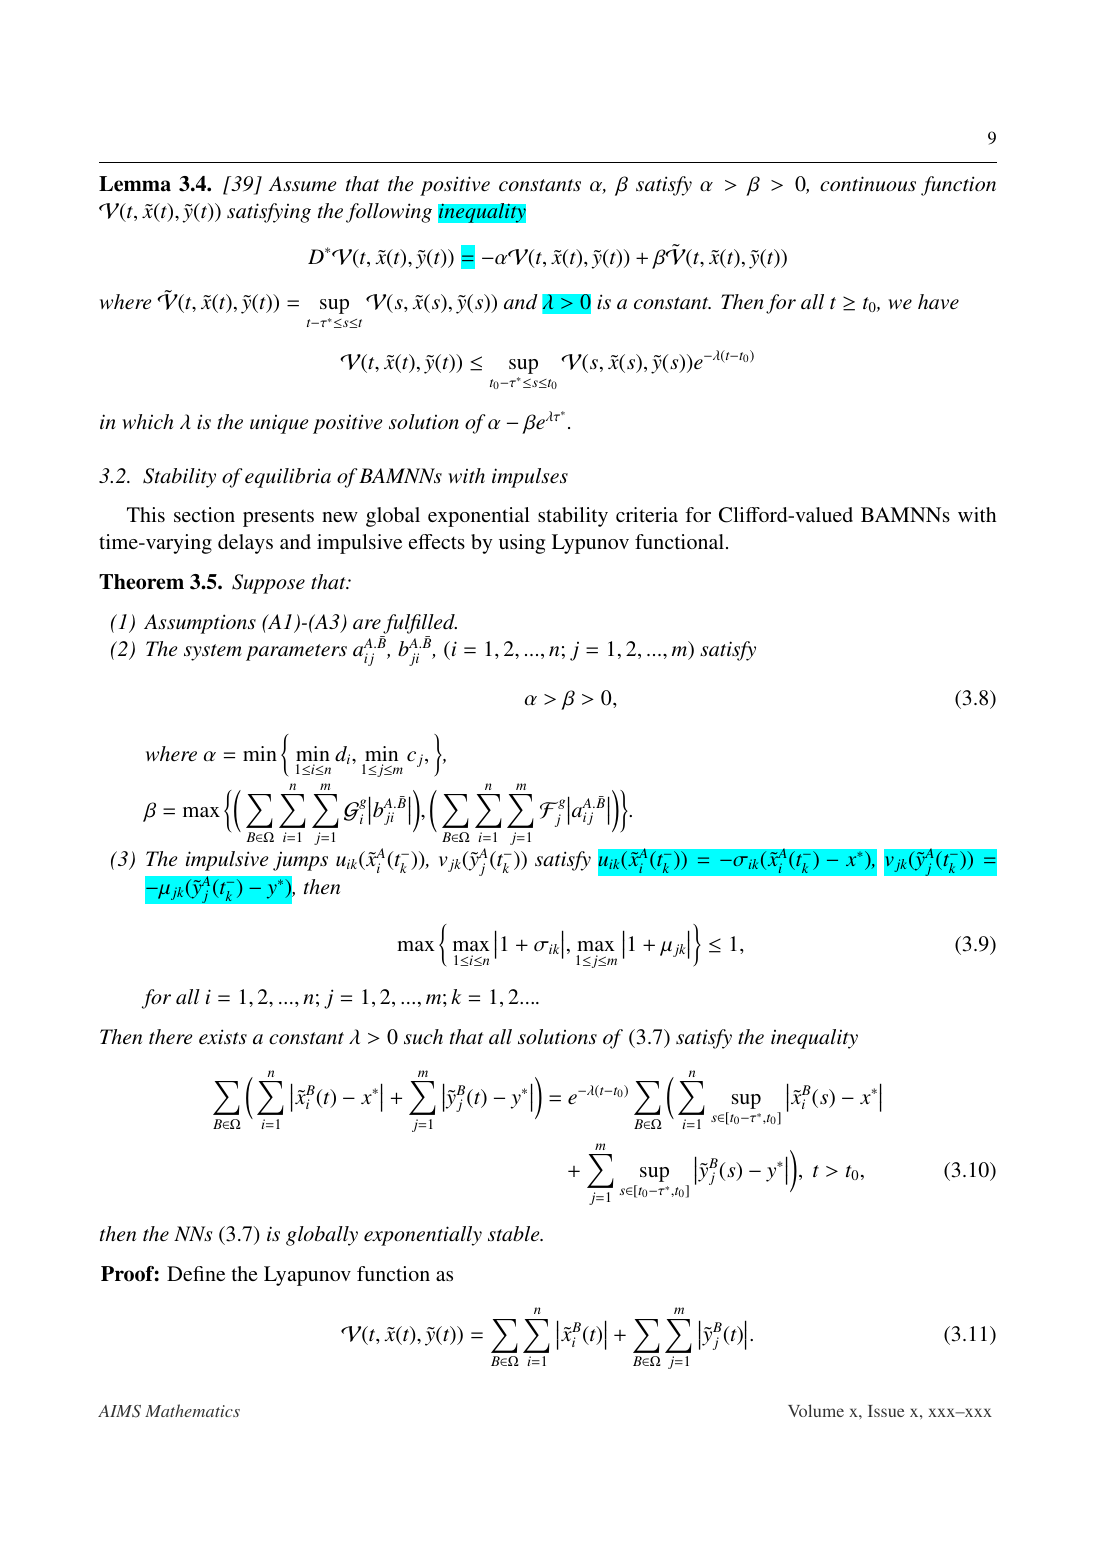 9
Lemma 3.4. [39] Assume that the positive constants α, β satisfy α > β > 0, continuous function
𝒱(t, x̃(t), ỹ(t)) satisfying the following inequality
D*𝒱(t, x̃(t), ỹ(t)) = −α𝒱(t, x̃(t), ỹ(t)) + β𝒱̃(t, x̃(t), ỹ(t))
where 𝒱̃(t, x̃(t), ỹ(t)) = sup_{t−τ*≤s≤t} 𝒱(s, x̃(s), ỹ(s)) and λ > 0 is a constant. Then for all t ≥ t₀, we have
𝒱(t, x̃(t), ỹ(t)) ≤ sup_{t₀−τ*≤s≤t₀} 𝒱(s, x̃(s), ỹ(s))e^{−λ(t−t₀)}
in which λ is the unique positive solution of α − βe^{λτ*}.
3.2. Stability of equilibria of BAMNNs with impulses
This section presents new global exponential stability criteria for Clifford-valued BAMNNs with
time-varying delays and impulsive effects by using Lypunov functional.
Theorem 3.5. Suppose that:
(1) Assumptions (A1)-(A3) are fulfilled.
(2) The system parameters a_{ij}^{A.B̄}, b_{ji}^{A.B̄}, (i = 1, 2, ..., n; j = 1, 2, ..., m) satisfy
α > β > 0, (3.8)
where α = min{ min_{1≤i≤n} d_i, min_{1≤j≤m} c_j, },
β = max{( ∑_{B∈Ω} ∑_{i=1}^{n} ∑_{j=1}^{m} 𝒢_i^g |b_{ji}^{A.B̄}| ), ( ∑_{B∈Ω} ∑_{i=1}^{n} ∑_{j=1}^{m} ℱ_j^g |a_{ij}^{A.B̄}| )}.
(3) The impulsive jumps u_{ik}(x̃_i^A(t_k^−)), v_{jk}(ỹ_j^A(t_k^−)) satisfy u_{ik}(x̃_i^A(t_k^−)) = −σ_{ik}(x̃_i^A(t_k^−) − x*), v_{jk}(ỹ_j^A(t_k^−)) =
−μ_{jk}(ỹ_j^A(t_k^−) − y*), then
max{ max_{1≤i≤n} |1 + σ_{ik}|, max_{1≤j≤m} |1 + μ_{jk}| } ≤ 1, (3.9)
for all i = 1, 2, ..., n; j = 1, 2, ..., m; k = 1, 2....
Then there exists a constant λ > 0 such that all solutions of (3.7) satisfy the inequality
∑_{B∈Ω} ( ∑_{i=1}^{n} |x̃_i^B(t) − x*| + ∑_{j=1}^{m} |ỹ_j^B(t) − y*| ) = e^{−λ(t−t₀)} ∑_{B∈Ω} ( ∑_{i=1}^{n} sup_{s∈[t₀−τ*,t₀]} |x̃_i^B(s) − x*|
+ ∑_{j=1}^{m} sup_{s∈[t₀−τ*,t₀]} |ỹ_j^B(s) − y*| ), t > t₀, (3.10)
then the NNs (3.7) is globally exponentially stable.
Proof: Define the Lyapunov function as
𝒱(t, x̃(t), ỹ(t)) = ∑_{B∈Ω} ∑_{i=1}^{n} |x̃_i^B(t)| + ∑_{B∈Ω} ∑_{j=1}^{m} |ỹ_j^B(t)|. (3.11)
AIMS Mathematics Volume x, Issue x, xxx–xxx